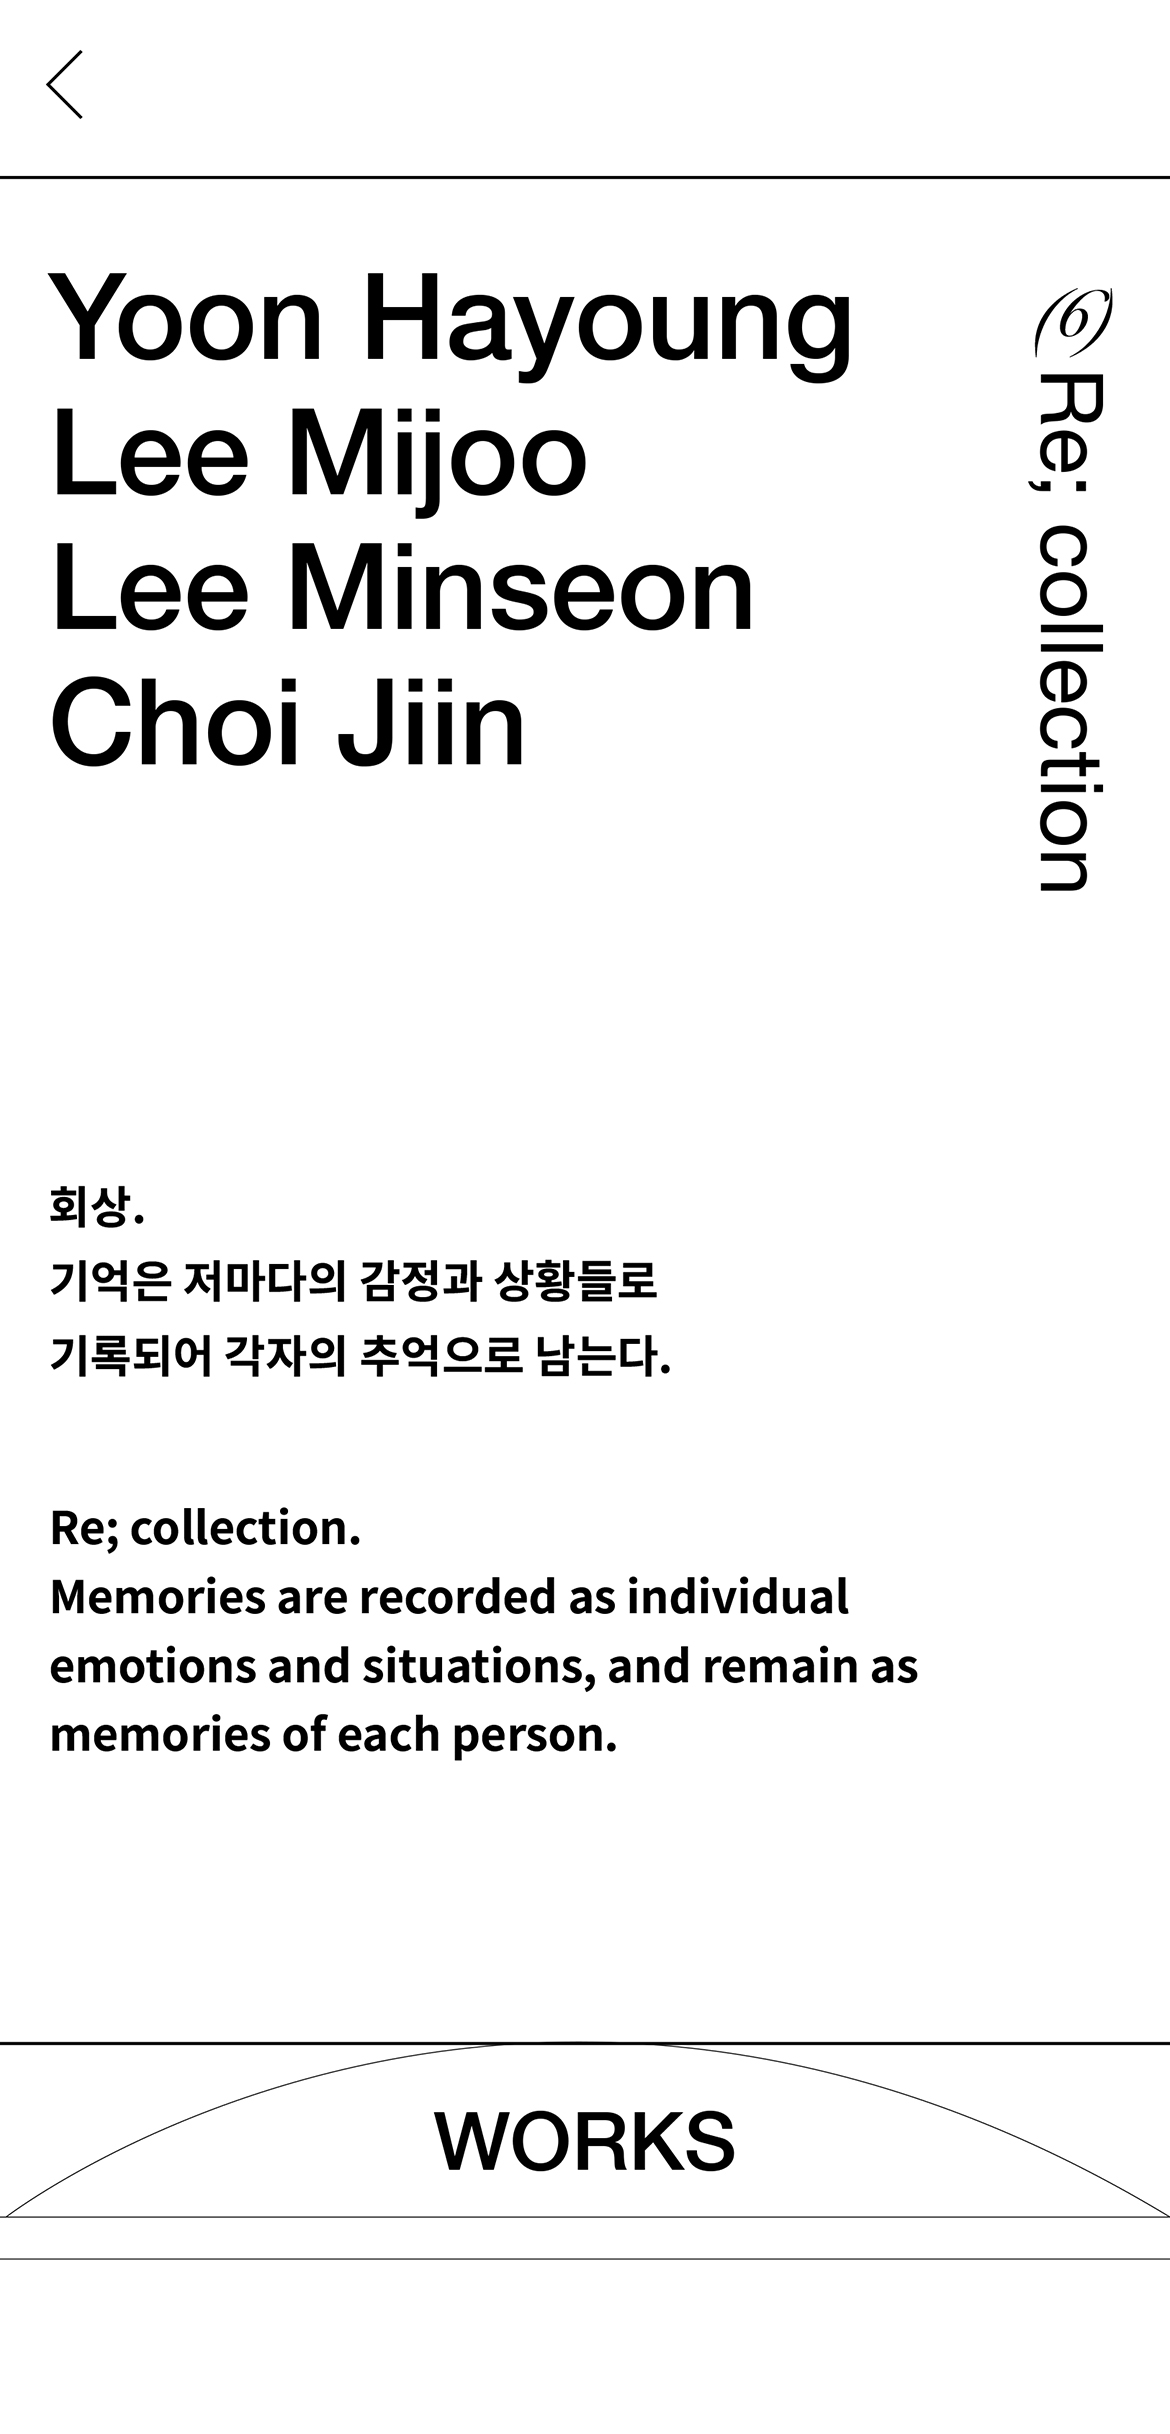 Yoon Hayoung
Lee Mijoo
Lee Minseon
Choi Jiin
(6) Re; collection
회상.
기억은 저마다의 감정과 상황들로
기록되어 각자의 추억으로 남는다.
Re; collection.
Memories are recorded as individual
emotions and situations, and remain as
memories of each person.
WORKS